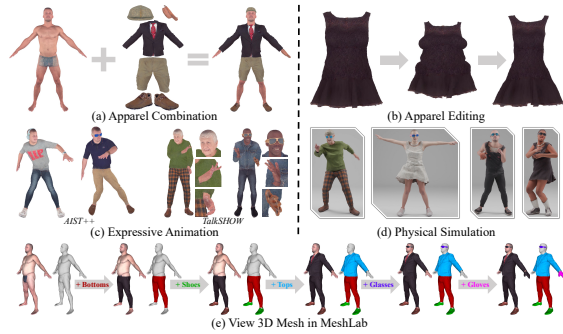 (a) Apparel Combination
(b) Apparel Editing
AIST++
TalkSHOW
(c) Expressive Animation
(d) Physical Simulation
+ Bottoms
+ Shoes
+ Tops
+ Glasses
+ Gloves
(e) View 3D Mesh in MeshLab